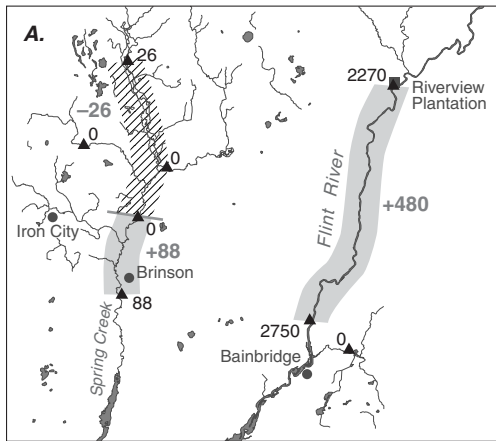 A.
26
2270
Riverview
Plantation
–26
0
0
Flint River
+480
0
Iron City
+88
Brinson
88
2750
0
Spring Creek
Bainbridge